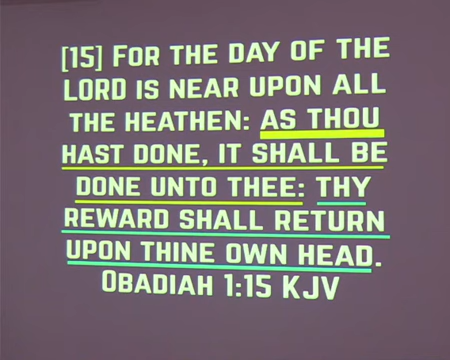 [15] For the day of the
LORD is near upon all
the heathen: as thou
hast done, it shall be
done unto thee: thy
reward shall return
upon thine own head.
Obadiah 1:15 KJV